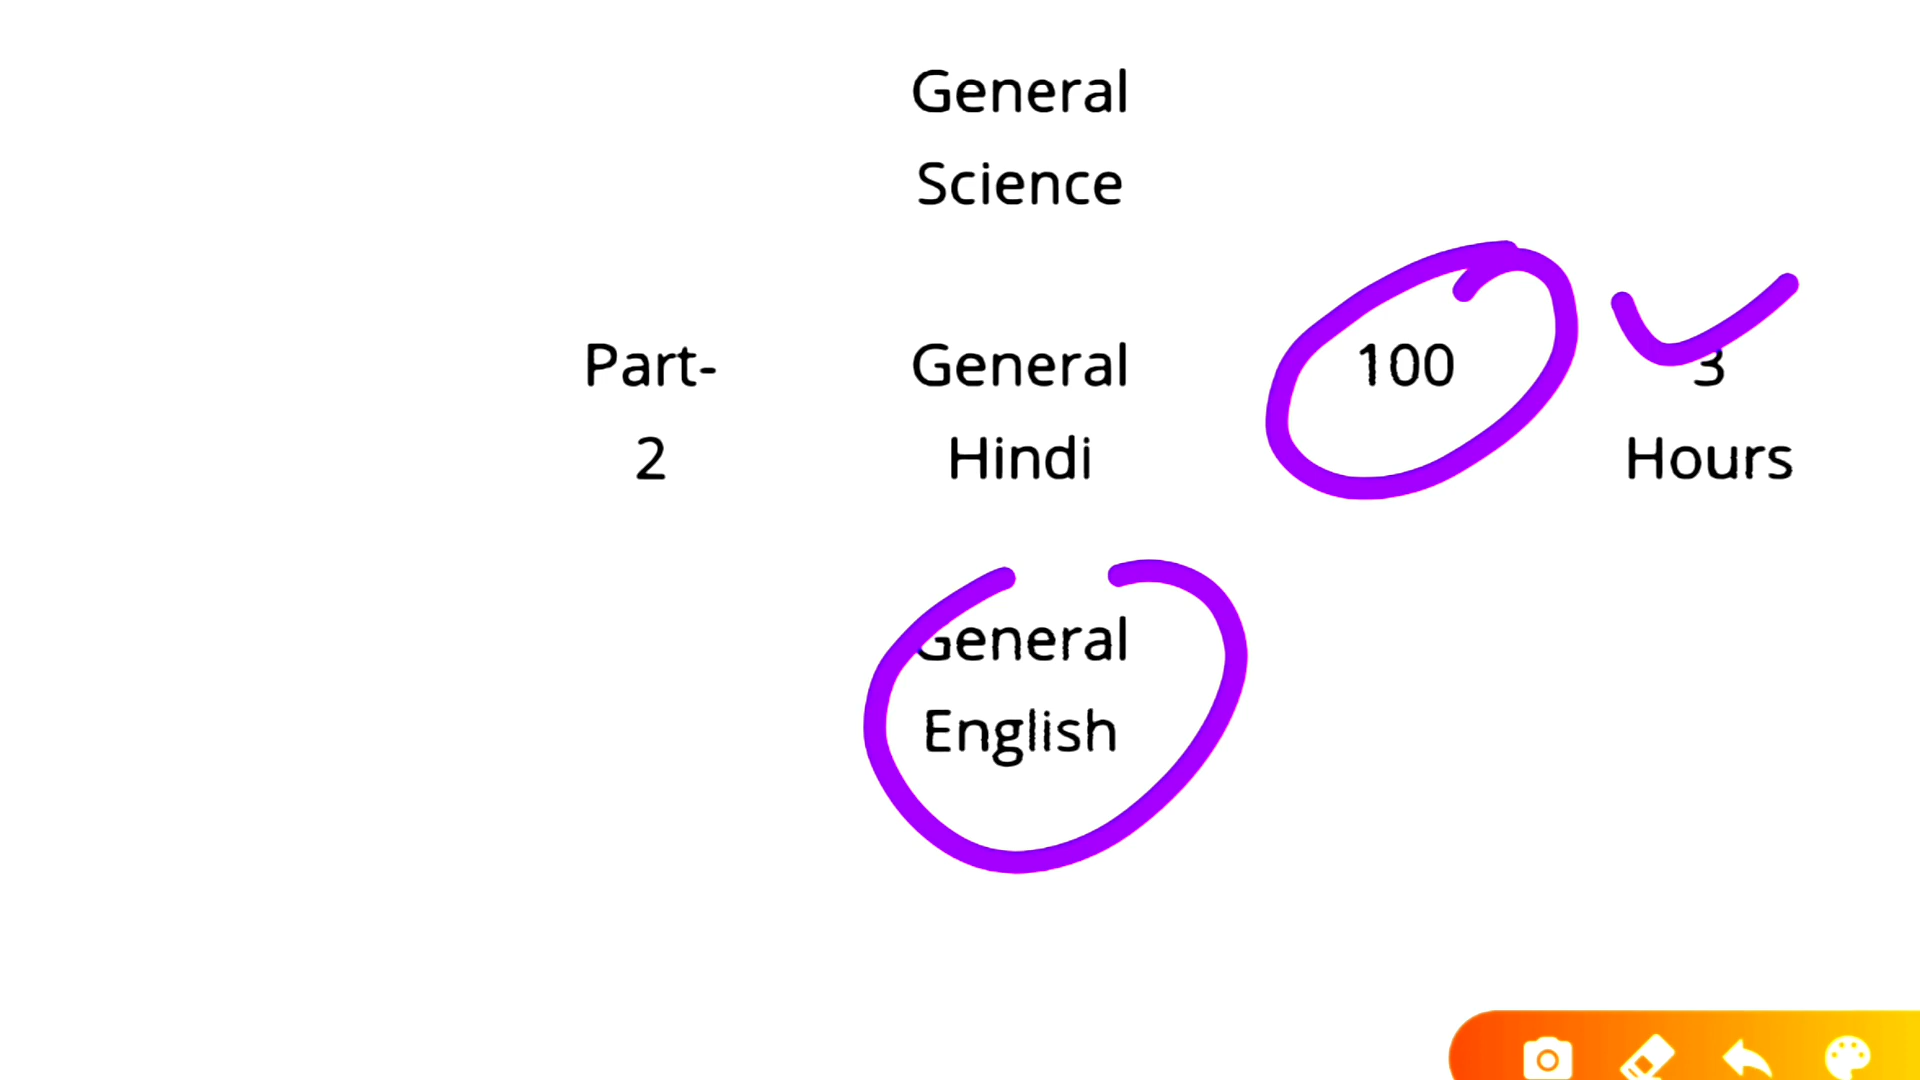 General
Science
Part- General 100 3
2 Hindi Hours
General
English